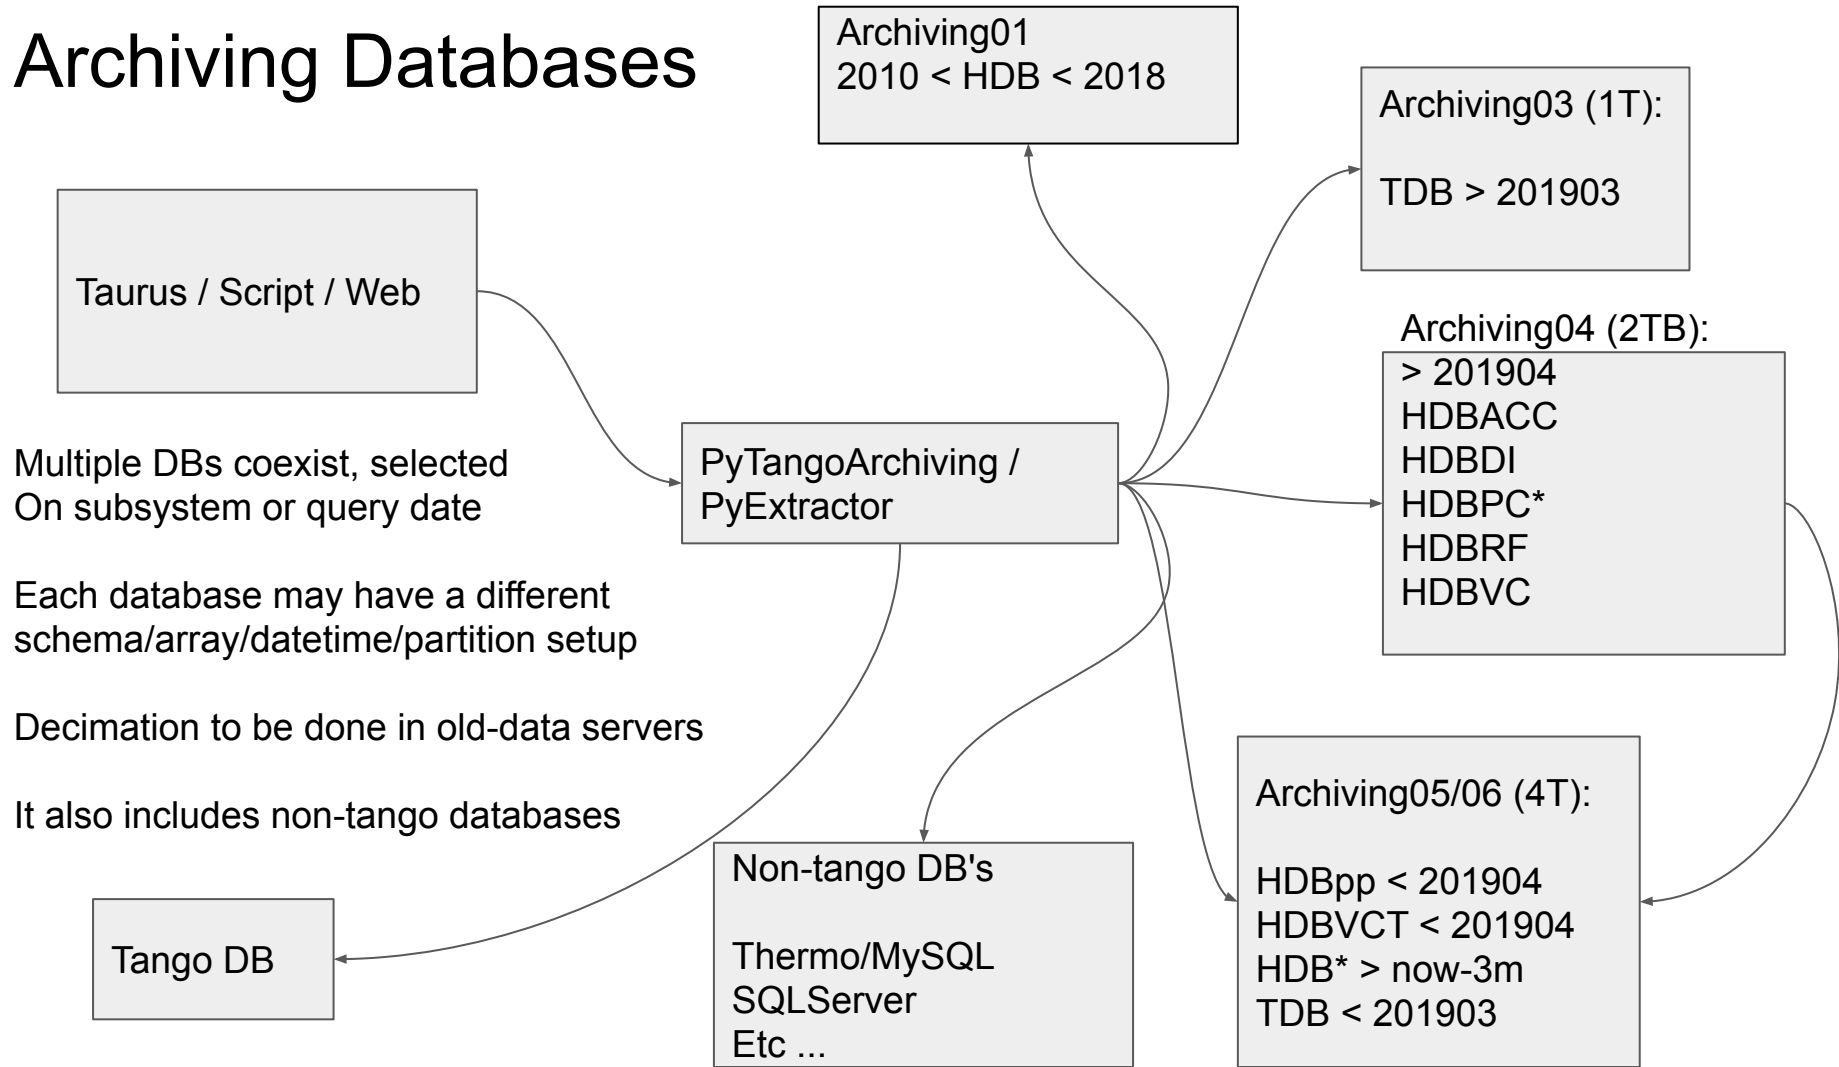 Archiving Databases
Archiving01
2010 < HDB < 2018
Archiving03 (1T):
TDB > 201903
Taurus / Script / Web
Archiving04 (2TB):
> 201904
HDBACC
HDBDI
HDBPC*
HDBRF
HDBVC
PyTangoArchiving /
PyExtractor
Multiple DBs coexist, selected
On subsystem or query date
Each database may have a different
schema/array/datetime/partition setup
Decimation to be done in old-data servers
It also includes non-tango databases
Tango DB
Non-tango DB's
Thermo/MySQL
SQLServer
Etc ...
Archiving05/06 (4T):
HDBpp < 201904
HDBVCT < 201904
HDB* > now-3m
TDB < 201903